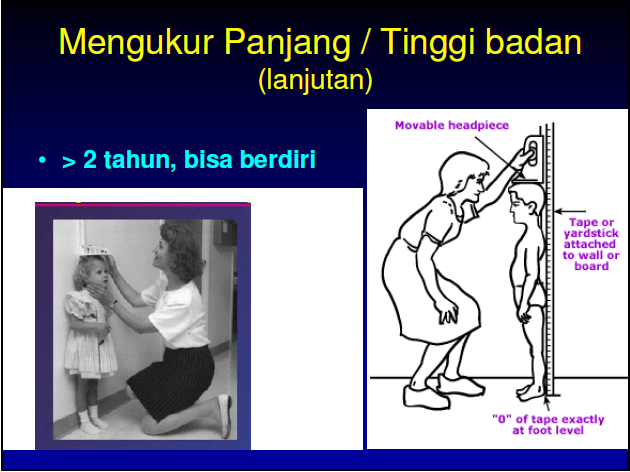 Mengukur Panjang / Tinggi badan
(lanjutan)
• > 2 tahun, bisa berdiri
Movable headpiece
Tape or
yardstick
attached
to wall or
board
"0" of tape exactly
at foot level